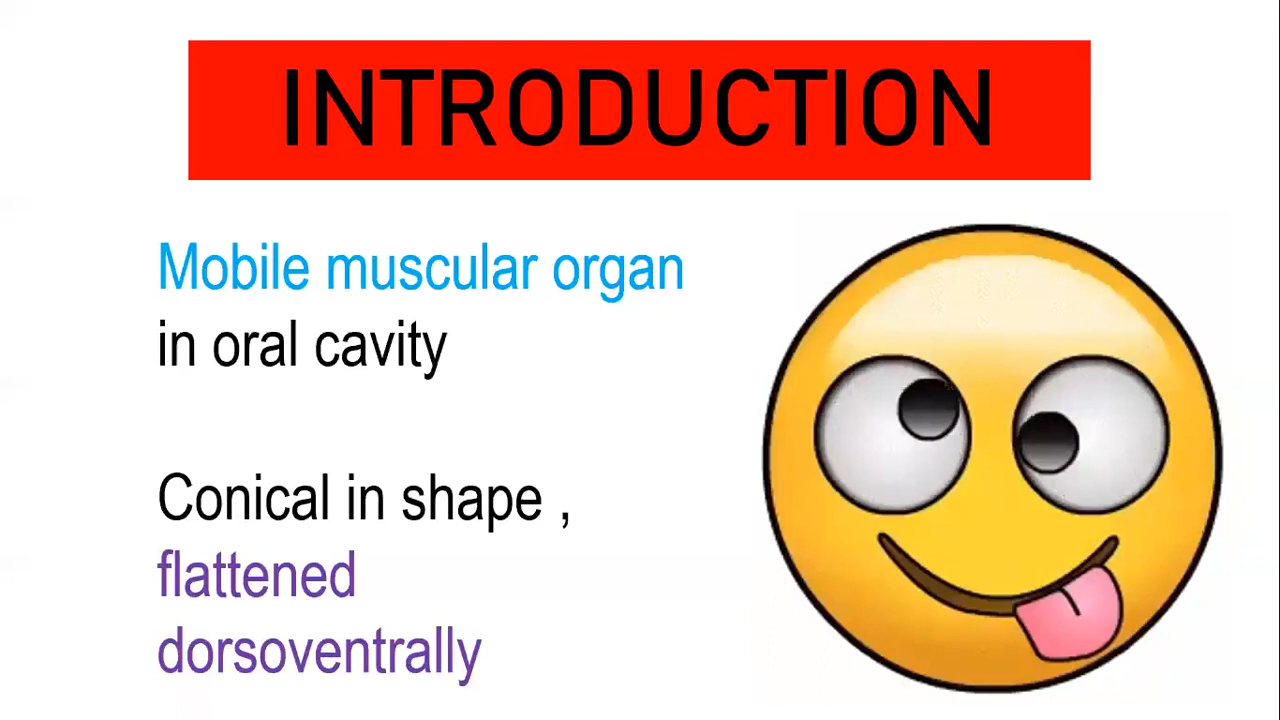 INTRODUCTION
Mobile muscular organ
in oral cavity
Conical in shape ,
flattened
dorsoventrally